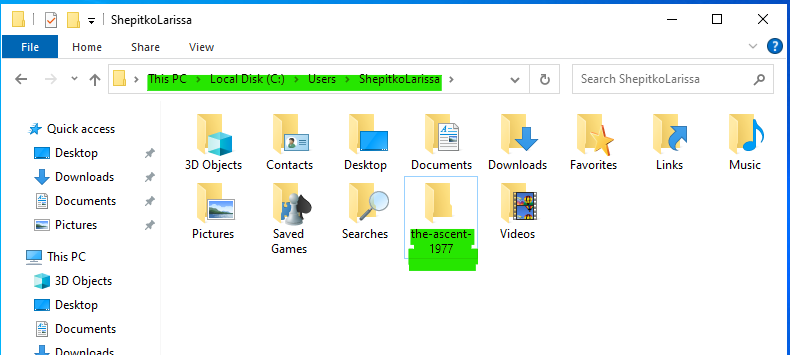 ShepitkoLarissa
File Home Share View
This PC Local Disk (C:) Users ShepitkoLarissa
Search ShepitkoLarissa
Quick access
Desktop
Downloads
Documents
Pictures
This PC
3D Objects
Desktop
Documents
Downloads
3D Objects Contacts Desktop Documents Downloads Favorites Links Music
Pictures Saved Games Searches the-ascent-1977 Videos